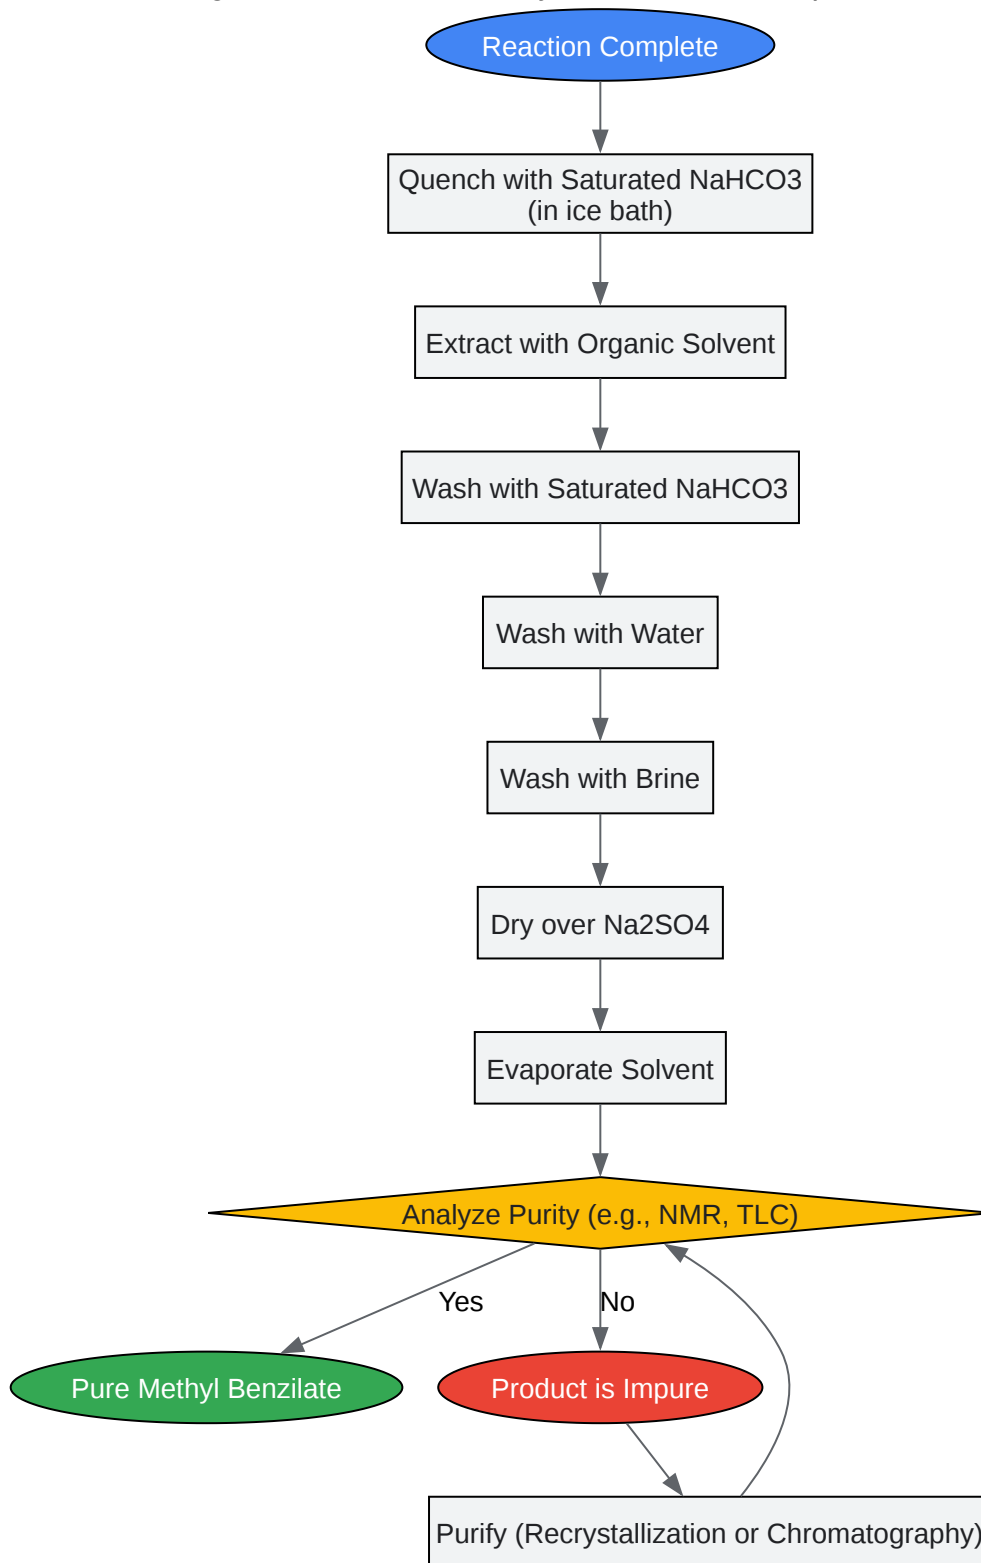 Reaction Complete
Quench with Saturated NaHCO3
(in ice bath)
Extract with Organic Solvent
Wash with Saturated NaHCO3
Wash with Water
Wash with Brine
Dry over Na2SO4
Evaporate Solvent
Analyze Purity (e.g., NMR, TLC)
Yes
No
Pure Methyl Benzilate
Product is Impure
Purify (Recrystallization or Chromatography)